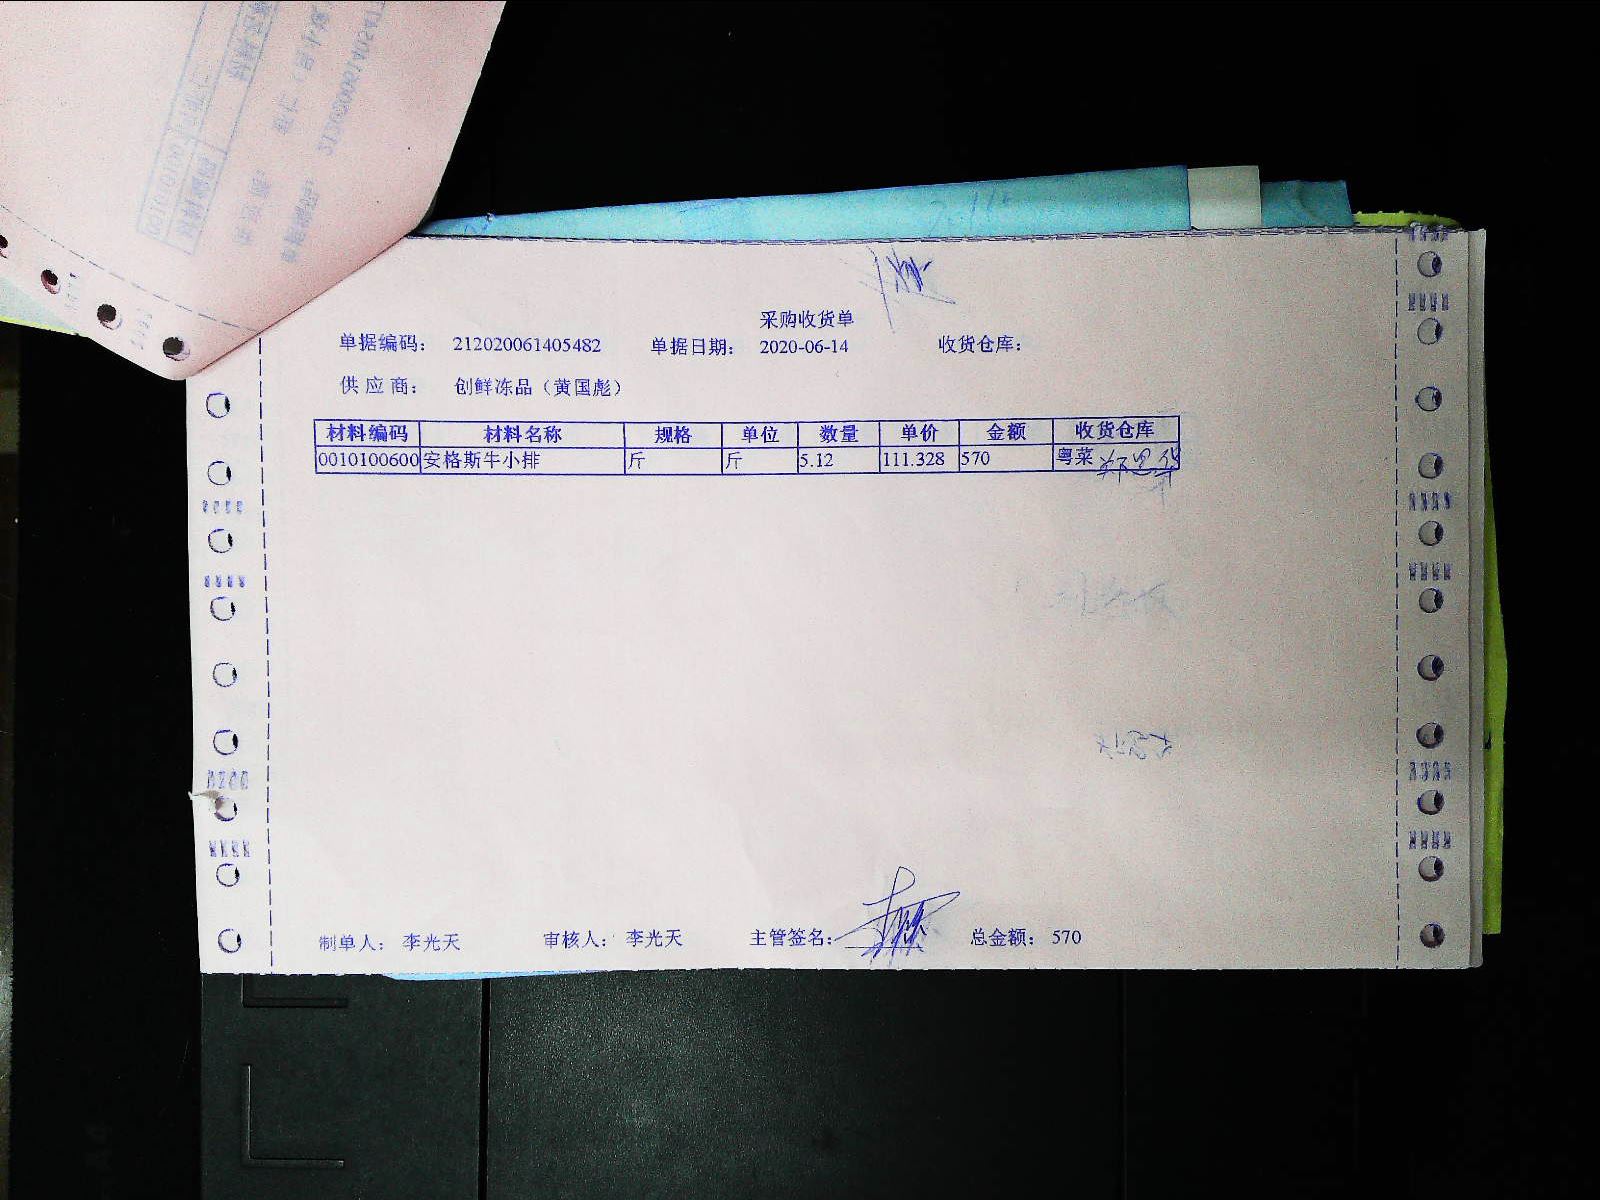 采购收货单
单据编码： 212020061405482 单据日期： 2020-06-14 收货仓库：
供 应 商： 创鲜冻品（黄国彪）
材料编码 材料名称 规格 单位 数量 单价 金额 收货仓库
0010100600 安格斯牛小排 斤 斤 5.12 111.328 570 粤菜
制单人： 李光天 审核人： 李光天 主管签名： 总金额： 570